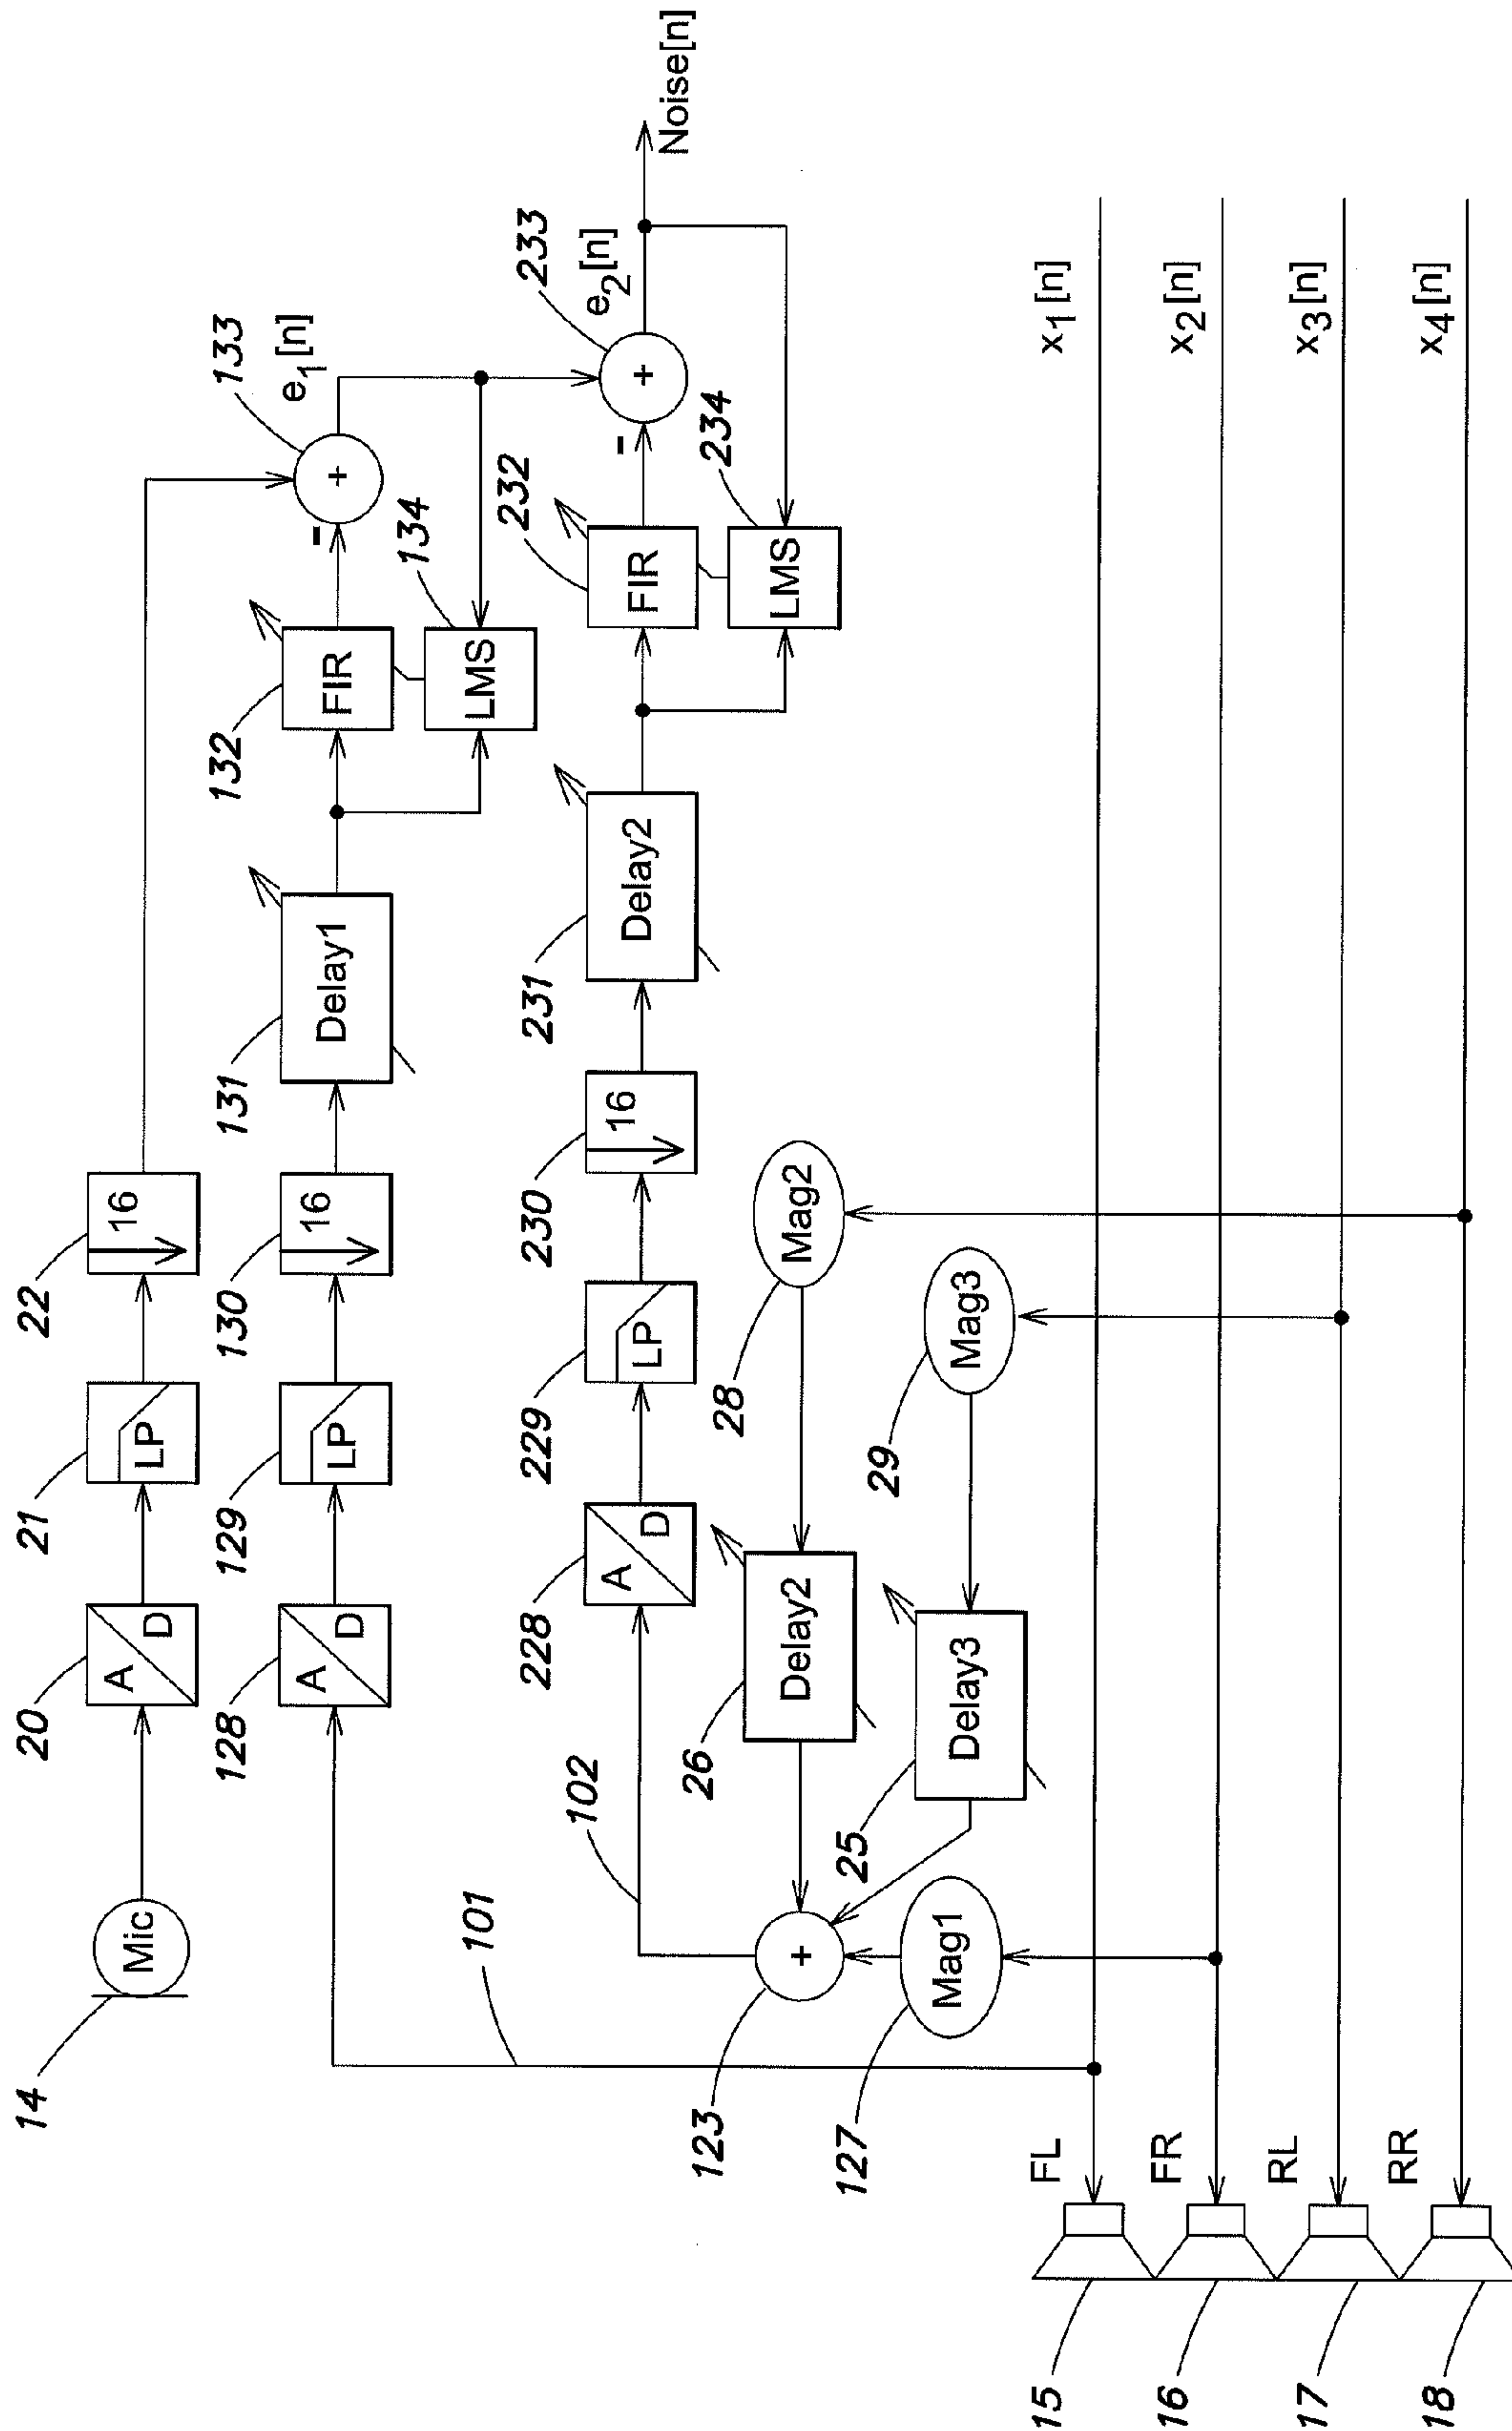 14
Mic
20
A
D
21
LP
22
16
128
A
D
129
LP
130
16
131
Delay1
132
FIR
-
133
+
e1[n]
134
LMS
101
102
228
A
D
229
LP
230
16
231
Delay2
232
FIR
-
233
+
e2[n]
Noise[n]
234
LMS
123
+
26
Delay2
28
Mag2
25
Delay3
29
Mag3
127
Mag1
15
FL
x1[n]
16
FR
x2[n]
17
RL
x3[n]
18
RR
x4[n]